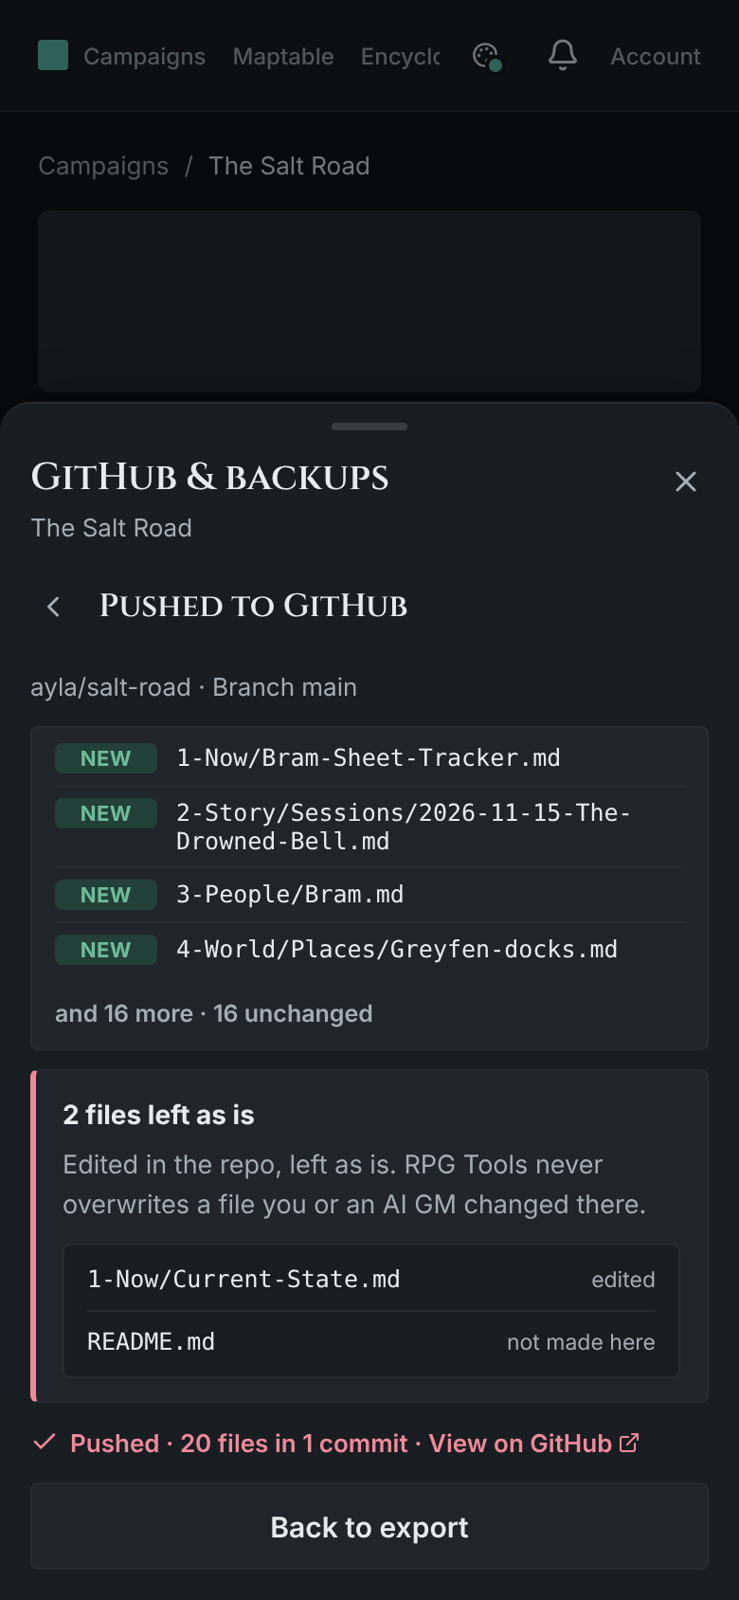 Campaigns Maptable Encycl Account
Campaigns / The Salt Road
GitHub & backups
The Salt Road
Pushed to GitHub
ayla/salt-road · Branch main
NEW 1-Now/Bram-Sheet-Tracker.md
NEW 2-Story/Sessions/2026-11-15-The-
Drowned-Bell.md
NEW 3-People/Bram.md
NEW 4-World/Places/Greyfen-docks.md
and 16 more · 16 unchanged
2 files left as is
Edited in the repo, left as is. RPG Tools never
overwrites a file you or an AI GM changed there.
1-Now/Current-State.md edited
README.md not made here
Pushed · 20 files in 1 commit · View on GitHub
Back to export